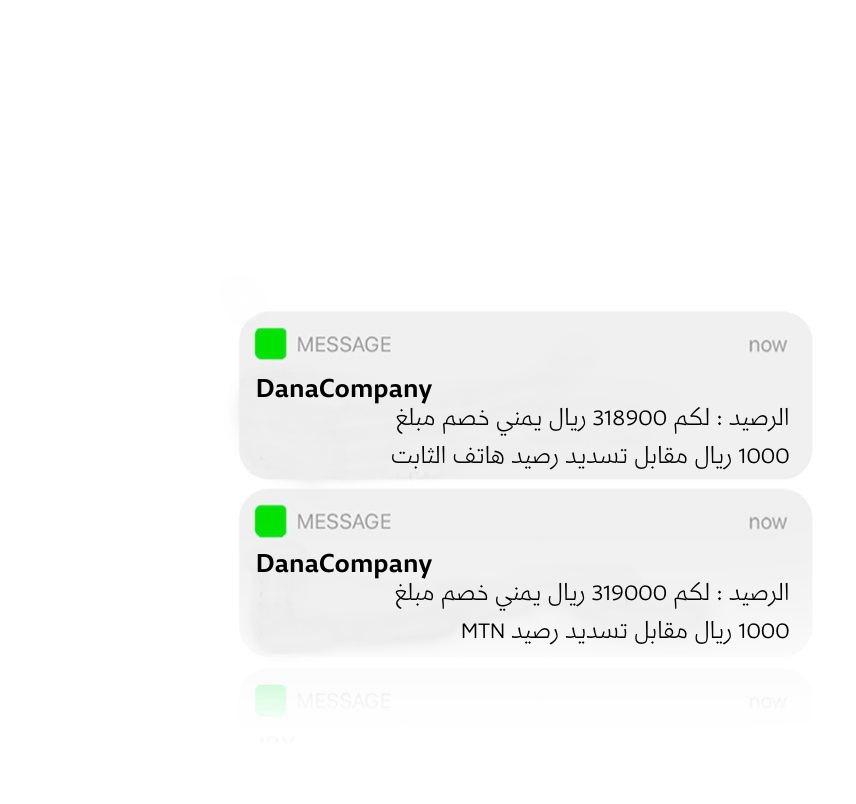 MESSAGE now
DanaCompany
الرصيد : لكم 318900 ريال يمني خصم مبلغ
1000 ريال مقابل تسديد رصيد هاتف الثابت
MESSAGE now
DanaCompany
الرصيد : لكم 319000 ريال يمني خصم مبلغ
1000 ريال مقابل تسديد رصيد MTN
MESSAGE now